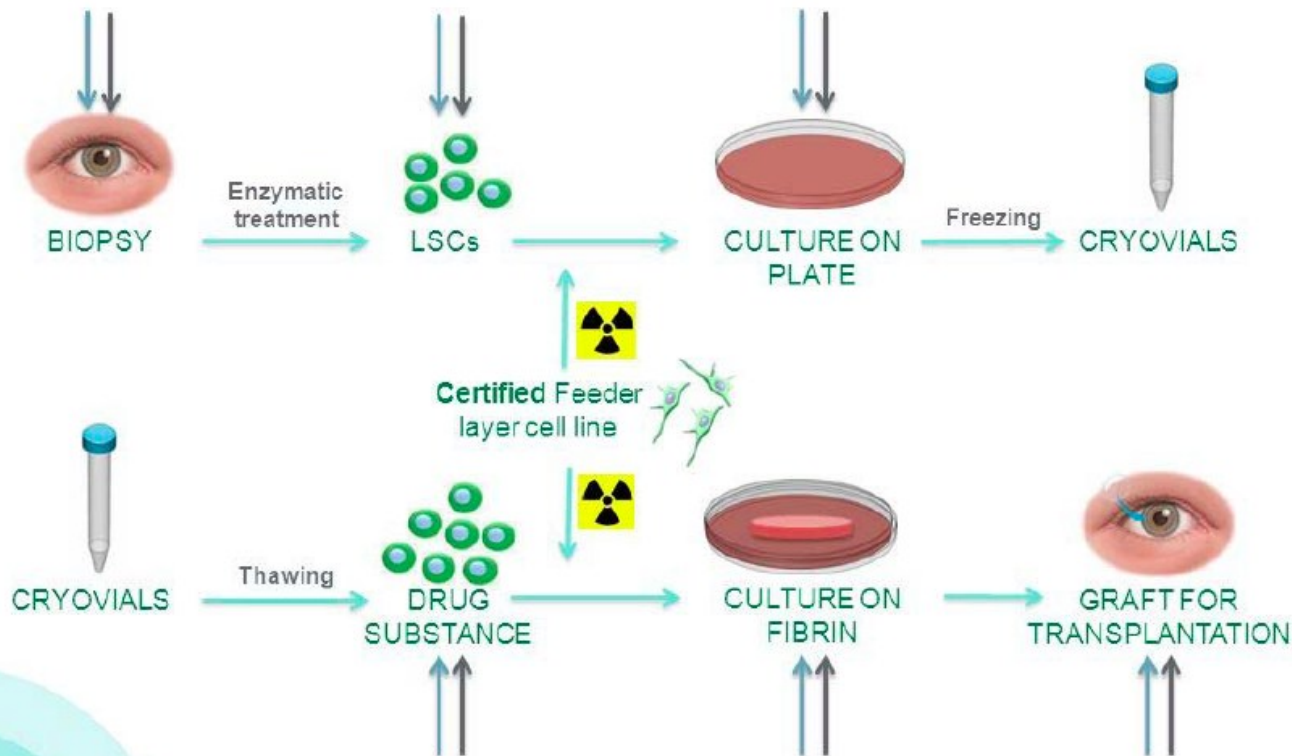 Enzymatic
treatment
BIOPSY
LSCs
CULTURE ON
PLATE
Freezing
CRYOVIALS
Certified Feeder
layer cell line
CRYOVIALS
Thawing
DRUG
SUBSTANCE
CULTURE ON
FIBRIN
GRAFT FOR
TRANSPLANTATION